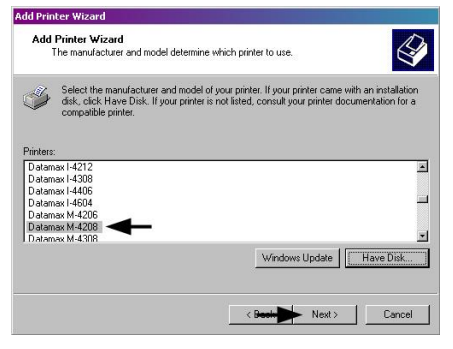 Add Printer Wizard
Add Printer Wizard
The manufacturer and model determine which printer to use.
Select the manufacturer and model of your printer. If your printer came with an installation
disk, click Have Disk. If your printer is not listed, consult your printer documentation for a
compatible printer.
Printers:
Datamax I-4212
Datamax I-4308
Datamax I-4406
Datamax I-4604
Datamax M-4206
Datamax M-4208
Datamax M-4308
Windows Update Have Disk...
< Next > Cancel